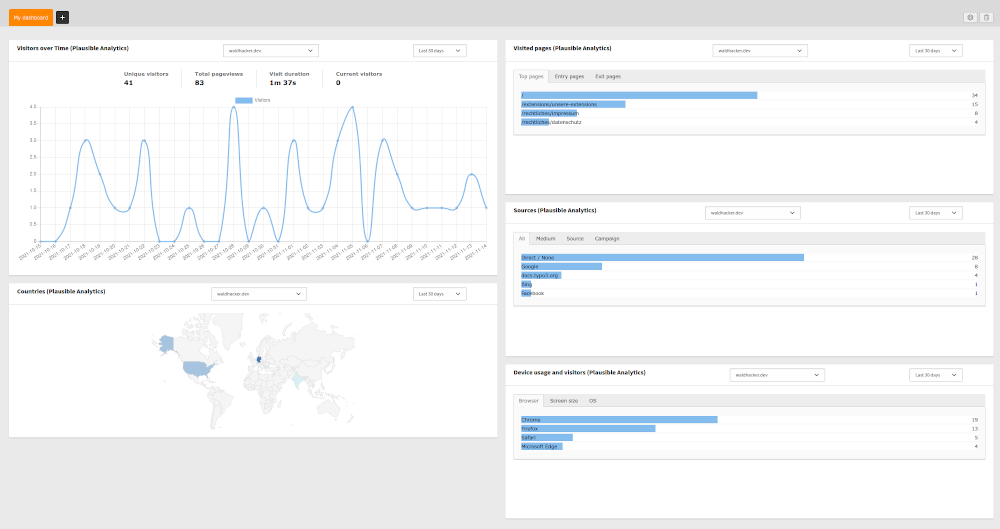 My dashboard +
Visitors over Time (Plausible Analytics) waldhacker.dev Last 30 days
Unique visitors Total pageviews Visit duration Current visitors
41 83 1m 37s 0
Visitors
4.0
3.5
3.0
2.5
2.0
1.5
1.0
0.5
0
2021-10-15 2021-10-16 2021-10-17 2021-10-18 2021-10-19 2021-10-20 2021-10-21 2021-10-22 2021-10-23 2021-10-24 2021-10-25 2021-10-26 2021-10-27 2021-10-28 2021-10-29 2021-10-30 2021-10-31 2021-11-01 2021-11-02 2021-11-03 2021-11-04 2021-11-05 2021-11-06 2021-11-07 2021-11-08 2021-11-09 2021-11-10 2021-11-11 2021-11-12 2021-11-13 2021-11-14
Countries (Plausible Analytics) waldhacker.dev Last 30 days
Visited pages (Plausible Analytics) waldhacker.dev Last 30 days
Top pages Entry pages Exit pages
/ 34
/extensions/unsere-extensions 15
/rechtliches/impressum 8
/rechtliches/datenschutz 4
Sources (Plausible Analytics) waldhacker.dev Last 30 days
All Medium Source Campaign
Direct / None 28
Google 8
docs.typo3.org 4
Bing 1
Facebook 1
Device usage and visitors (Plausible Analytics) waldhacker.dev Last 30 days
Browser Screen size OS
Chrome 19
Firefox 13
Safari 5
Microsoft Edge 4